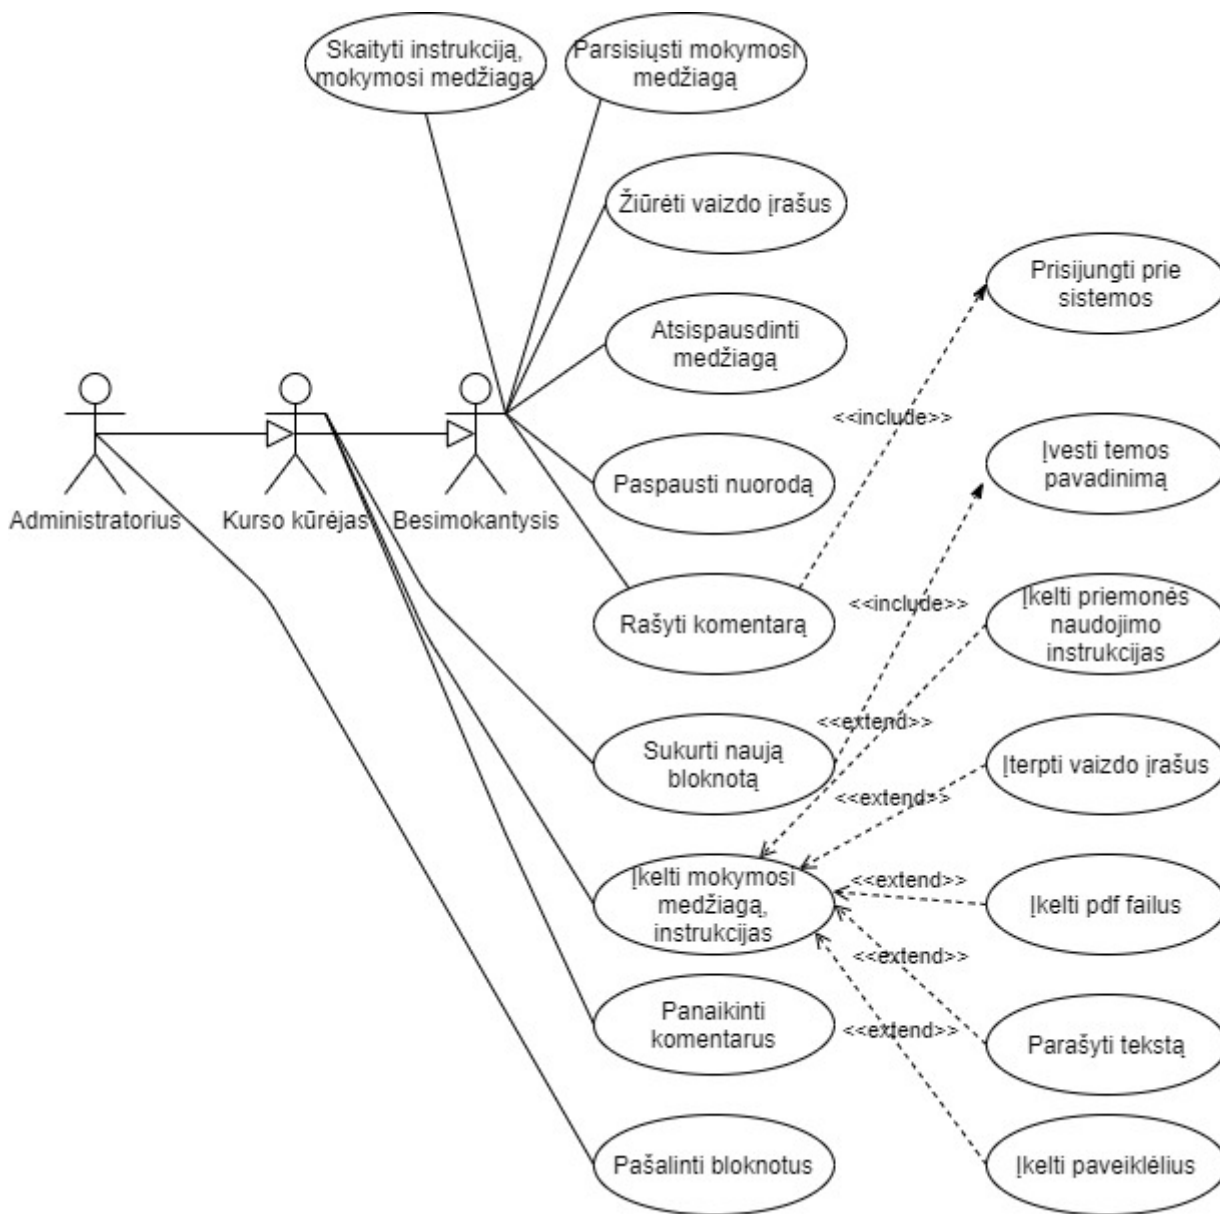 Skaityti instrukciją,
mokymosi medžiagą
Parsisiųsti mokymosi
medžiagą
Žiūrėti vaizdo įrašus
Prisijungti prie
sistemos
Atsispausdinti
medžiagą
<<include>>
Įvesti temos
pavadinimą
Paspausti nuorodą
Administratorius
Kurso kūrėjas
Besimokantysis
Rašyti komentarą
<<include>>
Įkelti priemonės
naudojimo
instrukcijas
<<extend>>
Sukurti naują
bloknotą
Įterpti vaizdo įrašus
<<extend>>
Įkelti mokymosi
medžiagą,
instrukcijas
<<extend>>
Įkelti pdf failus
<<extend>>
Panaikinti
komentarus
<<extend>>
Parašyti tekstą
Pašalinti bloknotus
Įkelti paveiklėlius